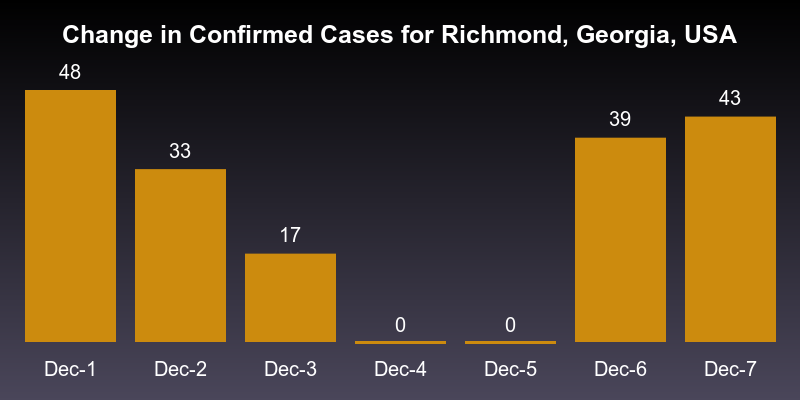 Change in Confirmed Cases for Richmond, Georgia, USA
48
33
17
0
0
39
43
Dec-1
Dec-2
Dec-3
Dec-4
Dec-5
Dec-6
Dec-7